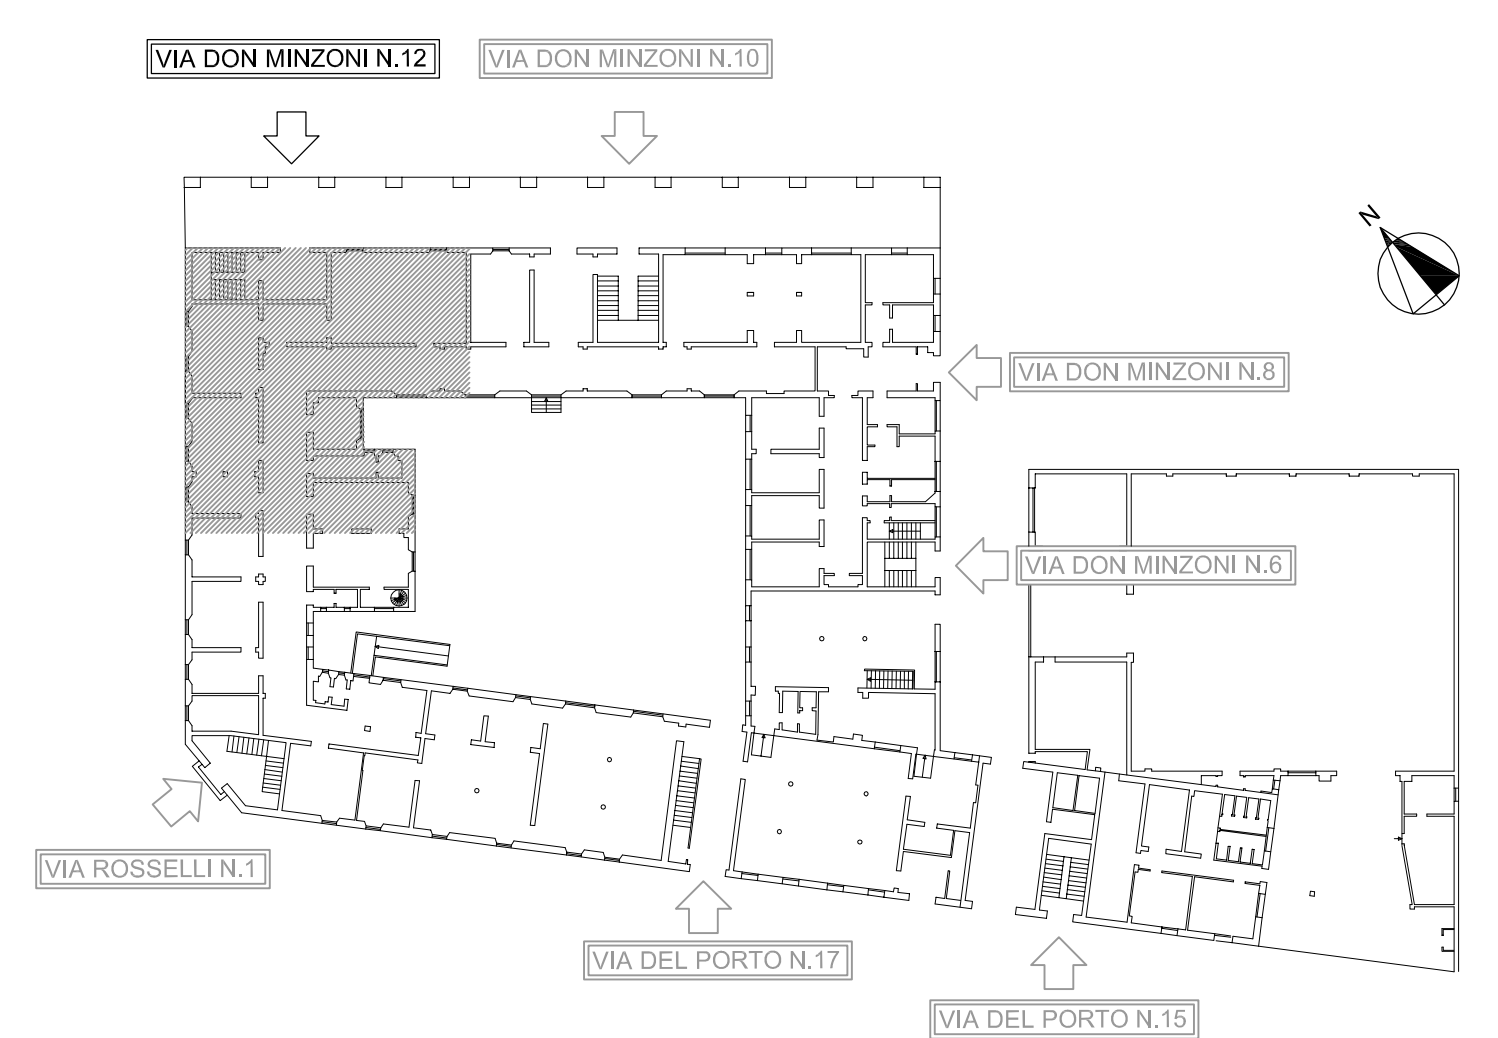 VIA DON MINZONI N.12
VIA DON MINZONI N.10
N
VIA DON MINZONI N.8
VIA DON MINZONI N.6
VIA ROSSELLI N.1
VIA DEL PORTO N.17
VIA DEL PORTO N.15